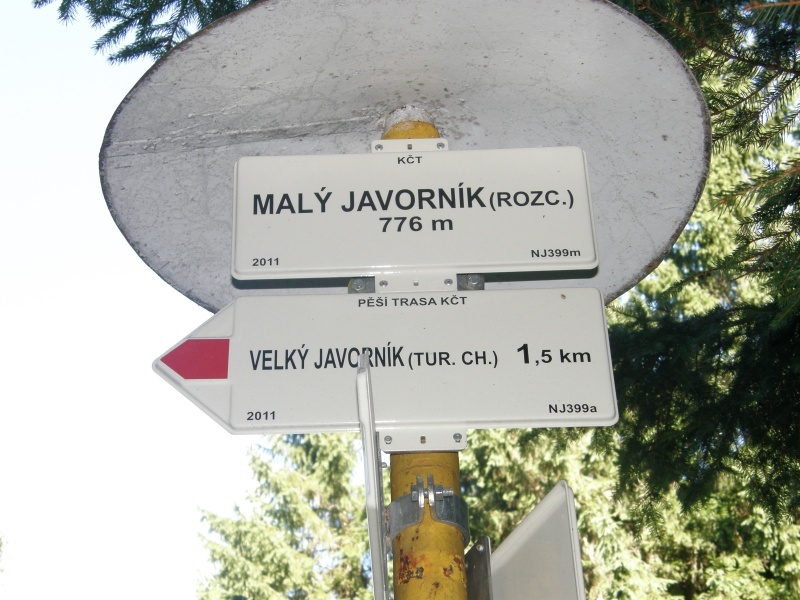 KČT
MALÝ JAVORNÍK (ROZC.)
776 m
2011 NJ399m
PĚŠÍ TRASA KČT
VELKÝ JAVORNÍK (TUR. CH.) 1,5 km
2011 NJ399a